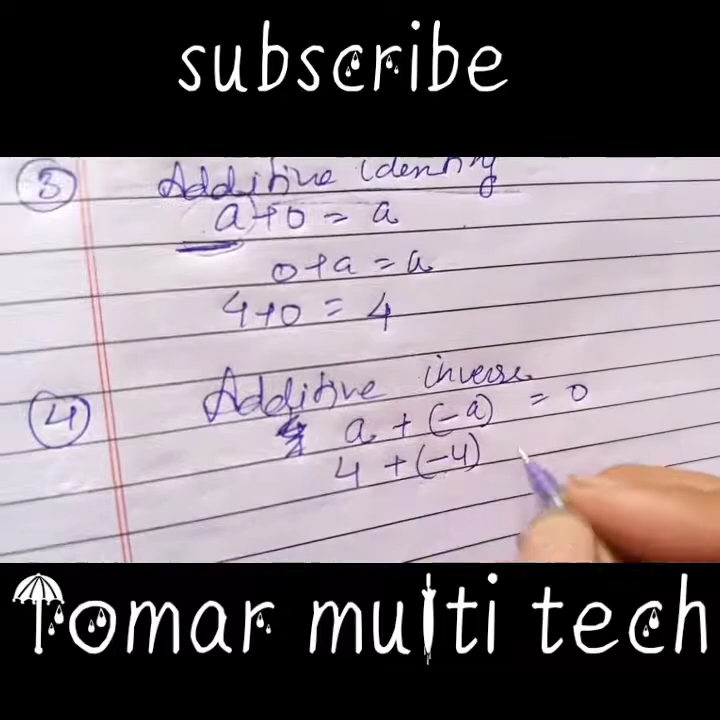 subscribe
3 Additive identity
a+0 = a
0+a = a
4+0 = 4
4 Additive inverse
a + (-a) = 0
4 + (-4)
Tomar multi tech